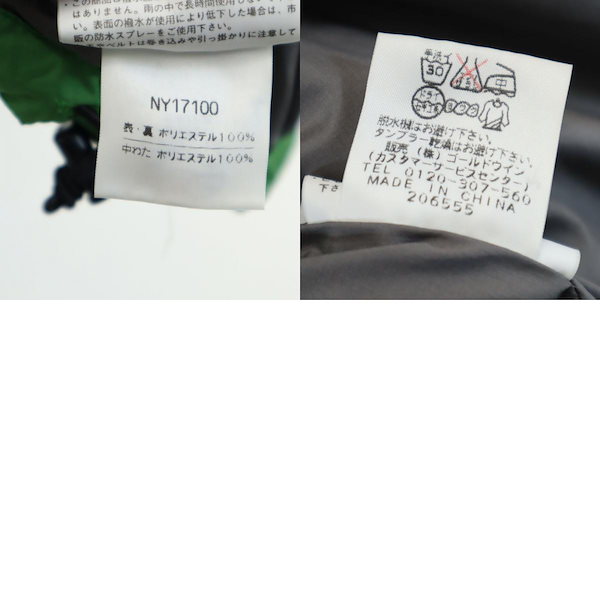 はありません。雨の中で長時間使用し
い。表面の撥水が使用により低下した場合は、市
販の防水スプレーをご使用下さい。
NY17100
表・裏 ポリエステル100%
中わた ポリエステル100%
手洗イ
30
脱水機はお避け下さい。
タンブラー乾燥はお避け下さい。
販売(株)ゴールドウイン
(カスタマーサービスセンター)
TEL 0120-307-560
MADE IN CHINA
206555
下さ